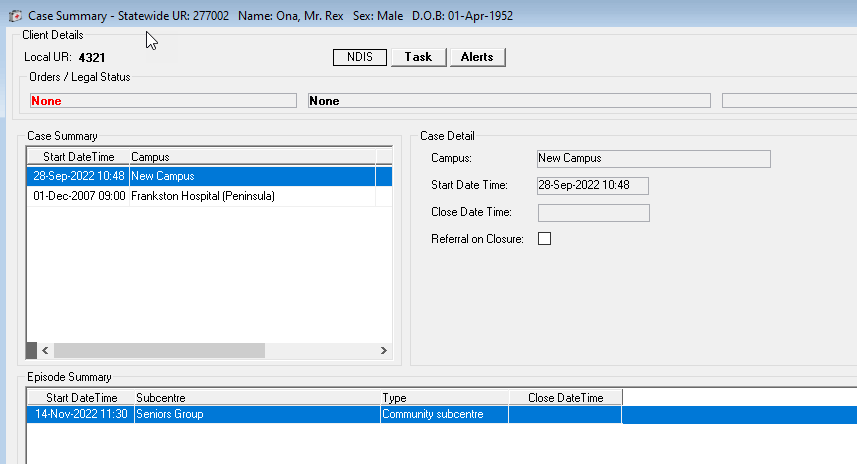 Case Summary - Statewide UR: 277002 Name: Ona, Mr. Rex Sex: Male D.O.B: 01-Apr-1952
Client Details
Local UR: 4321 NDIS Task Alerts
Orders / Legal Status
None None
Case Summary
Start DateTime Campus
28-Sep-2022 10:48 New Campus
01-Dec-2007 09:00 Frankston Hospital (Peninsula)
Case Detail
Campus: New Campus
Start Date Time: 28-Sep-2022 10:48
Close Date Time:
Referral on Closure:
Episode Summary
Start DateTime Subcentre Type Close DateTime
14-Nov-2022 11:30 Seniors Group Community subcentre